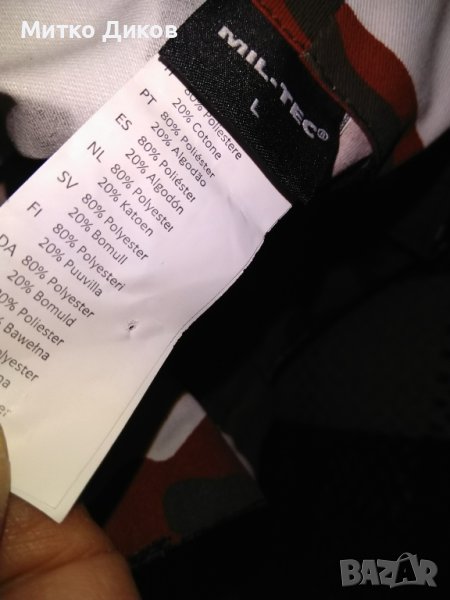 Митко Диков
MIL-TEC®
L
80% Poliestere
20% Cotone
PT 80% Poliéster
20% Algodão
ES 80% Poliéster
20% Algodón
NL 80% Polyester
20% Katoen
SV 80% Polyester
20% Bomull
FI 80% Polyesteri
20% Puuvilla
DA 80% Polyester
20% Bomuld
Poliester
Bawełna
BAZAR